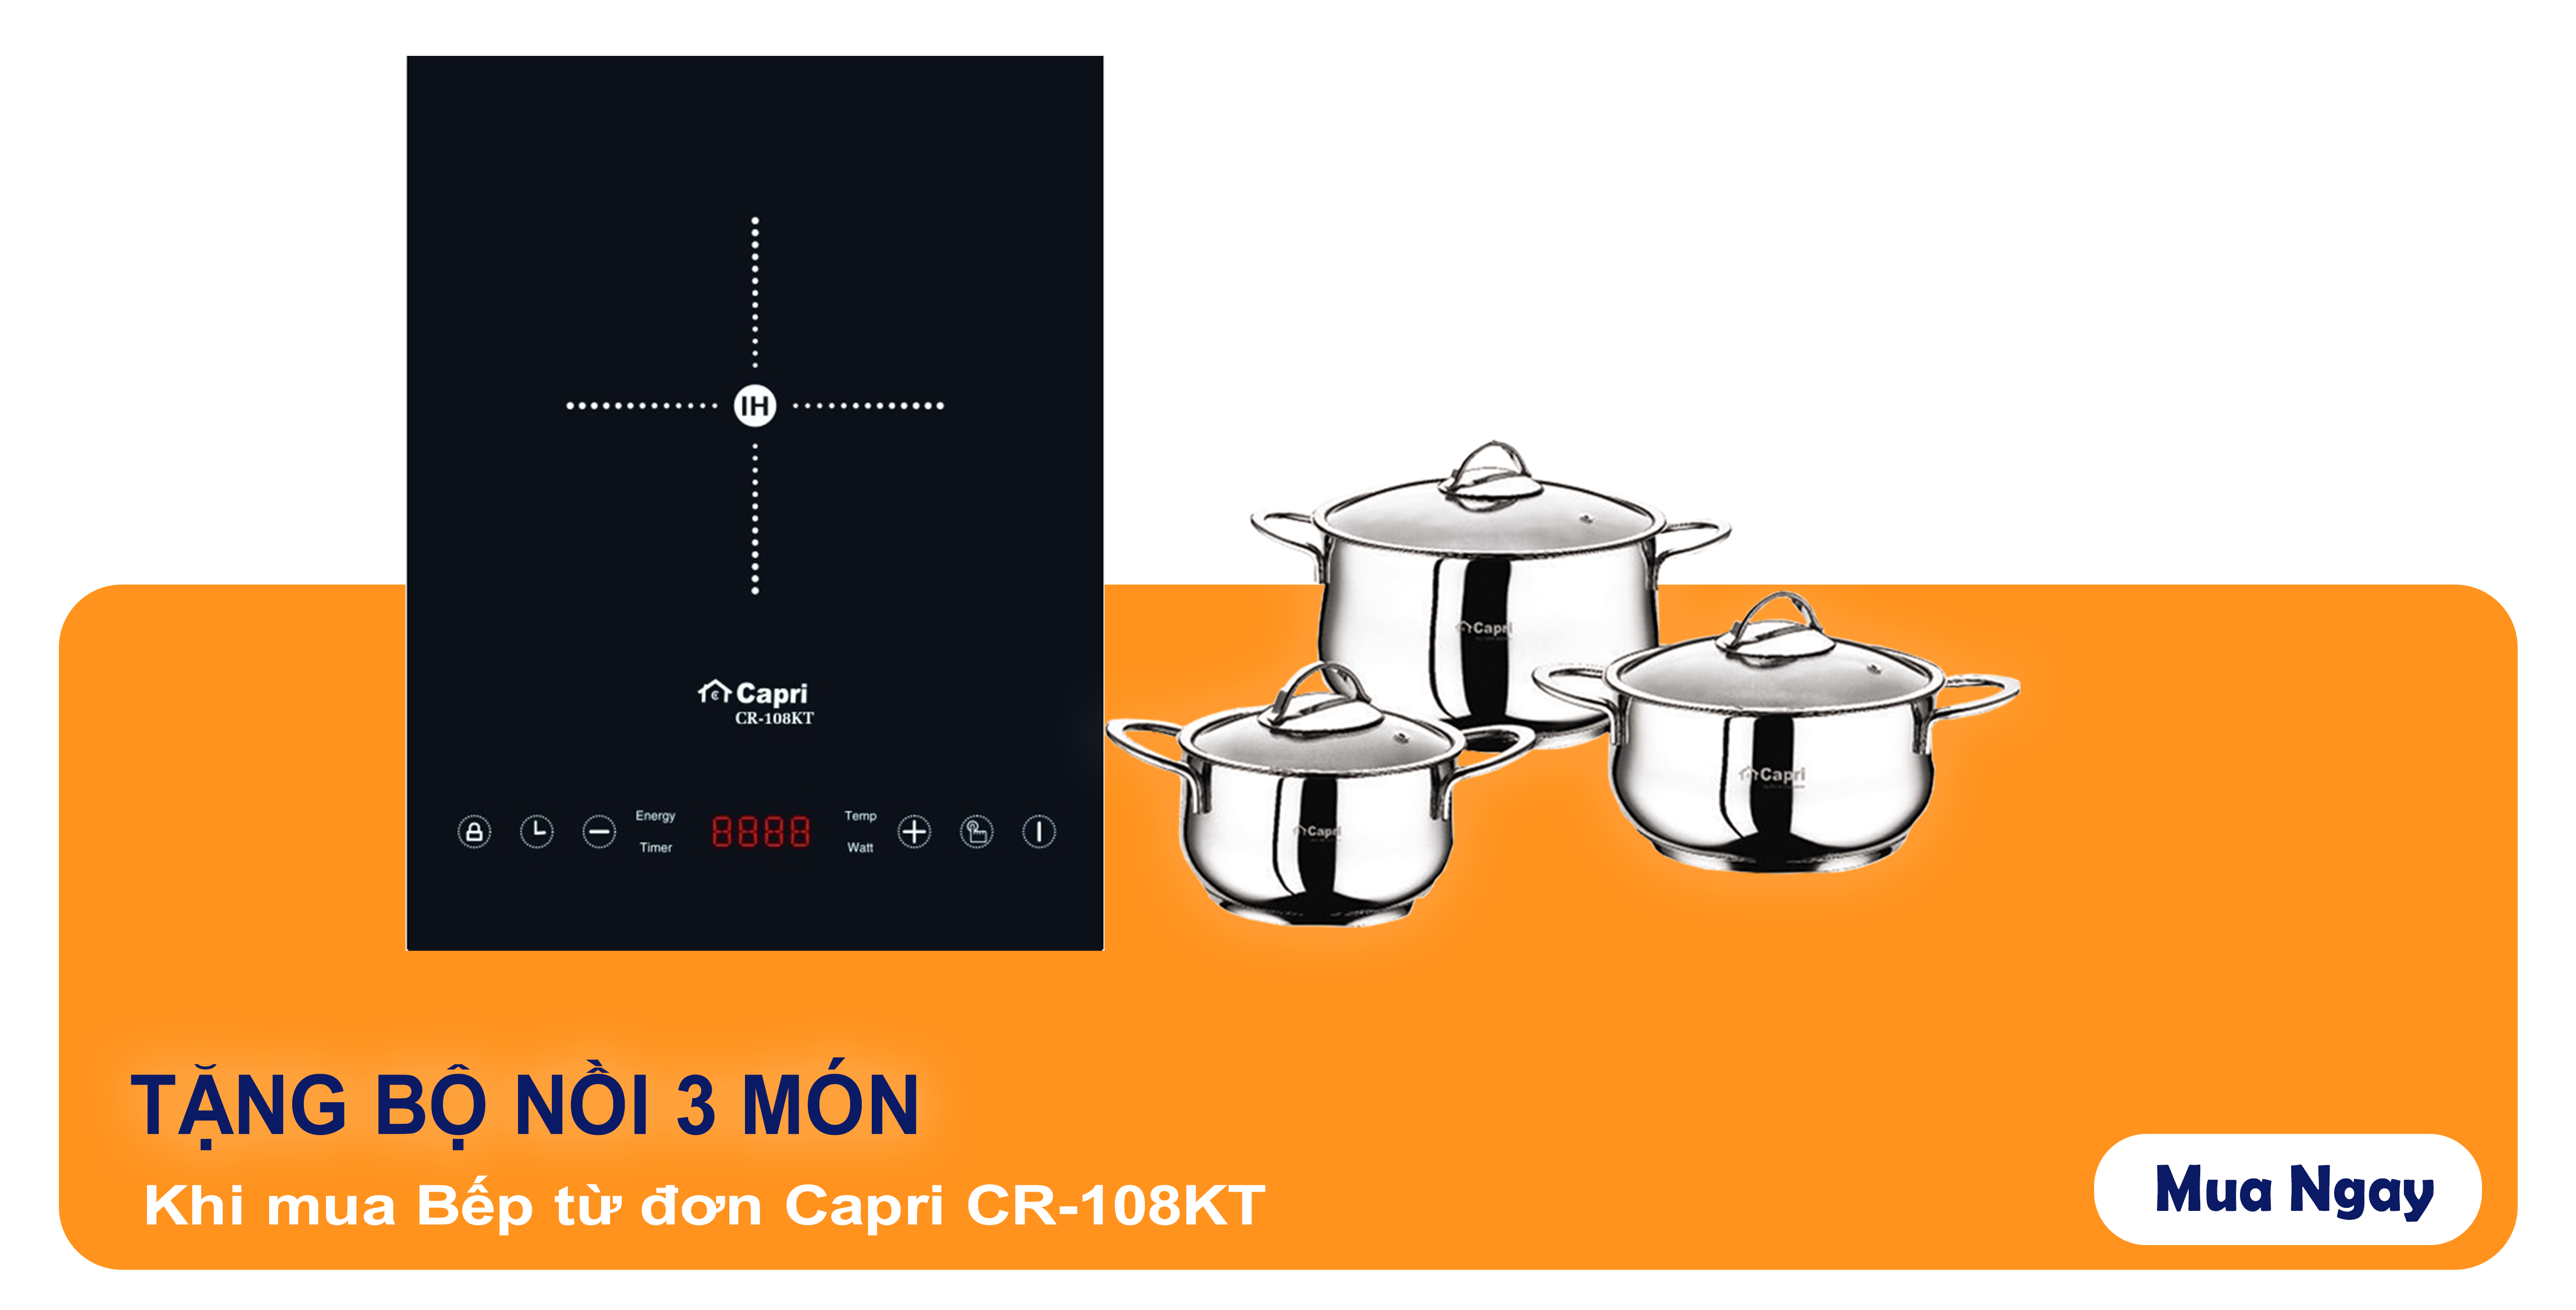 IH
Capri
CR-108KT
Energy
Timer
8888
Temp
Watt
Capri
Capri
Capri
TẶNG BỘ NỒI 3 MÓN
Khi mua Bếp từ đơn Capri CR-108KT
Mua Ngay